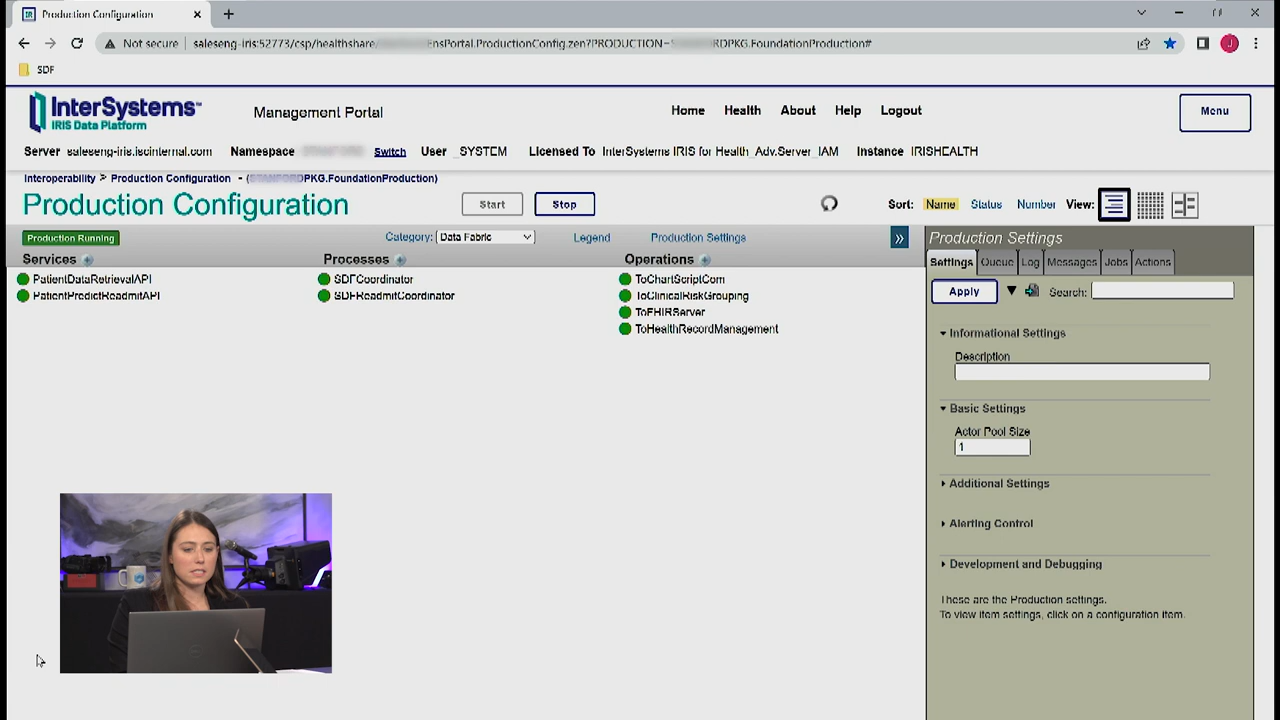 Production Configuration
Not secure saleseng-iris:52773/csp/healthshare/ EnsPortal.ProductionConfig.zen?PRODUCTION= RDPKG.FoundationProduction#
J
SDF
InterSystems™
IRIS Data Platform
Management Portal
Home Health About Help Logout
Menu
Server saleseng-iris.iscinternal.com Namespace Switch User _SYSTEM Licensed To InterSystems IRIS for Health_Adv.Server_IAM Instance IRISHEALTH
Interoperability > Production Configuration - ( DPKG.FoundationProduction)
Production Configuration
Start Stop
Sort: Name Status Number View:
Production Running
Category: Data Fabric
Legend Production Settings
»
Services
PatientDataRetrievalAPI
PatientPredictReadmitAPI
Processes
SDFCoordinator
SDFReadmitCoordinator
Operations
ToChartScriptCom
ToClinicalRiskGrouping
ToFHIRServer
ToHealthRecordManagement
Production Settings
Settings Queue Log Messages Jobs Actions
Apply Search:
Informational Settings
Description
Basic Settings
Actor Pool Size
1
Additional Settings
Alerting Control
Development and Debugging
These are the Production settings.
To view item settings, click on a configuration item.